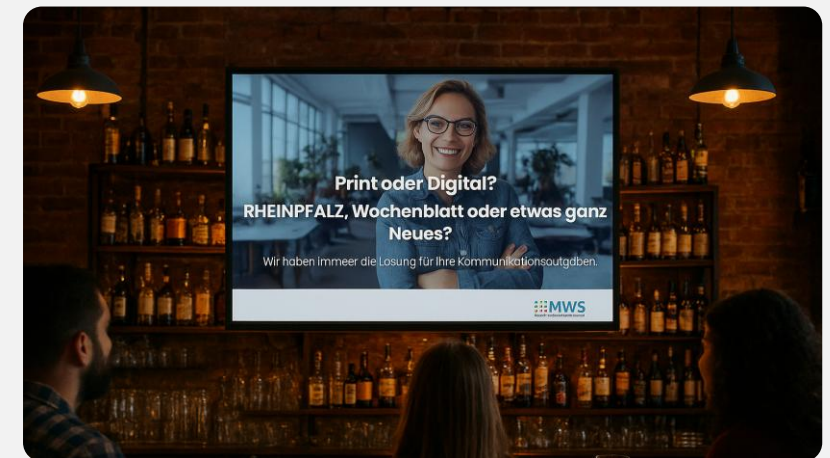 Print oder Digital?
RHEINPFALZ, Wochenblatt oder etwas ganz
Neues?
Wir haben immeer die Losung für Ihre Kommunikationsoutgdben.
MWS